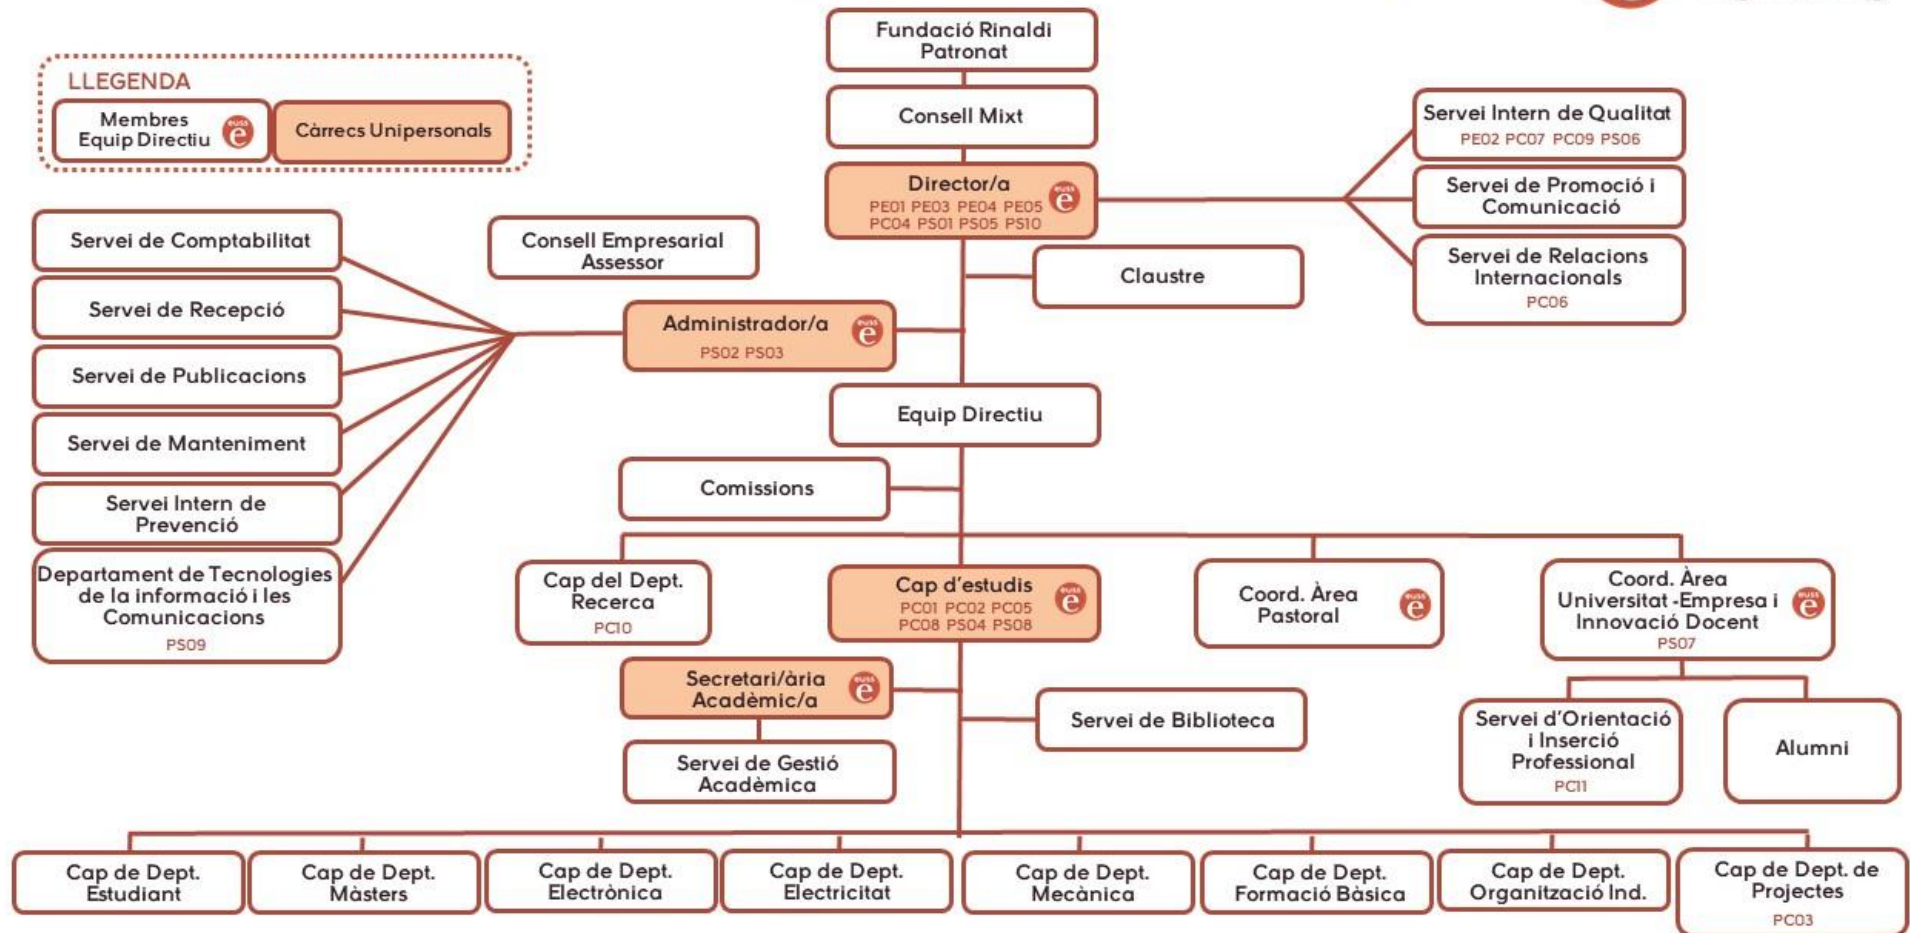 Fundació Rinaldi
Patronat
LLEGENDA
Membres
Equip Directiu
euss
e
Càrrecs Unipersonals
Consell Mixt
Servei Intern de Qualitat
PE02 PC07 PC09 PS06
Director/a
PE01 PE03 PE04 PE05
PC04 PS01 PS05 PS10
euss
e
Servei de Promoció i
Comunicació
Servei de Comptabilitat
Consell Empresarial
Assessor
Claustre
Servei de Relacions
Internacionals
PC06
Servei de Recepció
Administrador/a
PS02 PS03
euss
e
Servei de Publicacions
Equip Directiu
Servei de Manteniment
Comissions
Servei Intern de
Prevenció
Departament de Tecnologies
de la informació i les
Comunicacions
PS09
Cap del Dept.
Recerca
PC10
Cap d'estudis
PC01 PC02 PC05
PC08 PS04 PS08
euss
e
Coord. Àrea
Pastoral
euss
e
Coord. Àrea
Universitat -Empresa i
Innovació Docent
PS07
euss
e
Secretari/ària
Acadèmic/a
euss
e
Servei de Biblioteca
Servei d'Orientació
i Inserció
Professional
PC11
Alumni
Servei de Gestió
Acadèmica
Cap de Dept.
Estudiant
Cap de Dept.
Màsters
Cap de Dept.
Electrònica
Cap de Dept.
Electricitat
Cap de Dept.
Mecànica
Cap de Dept.
Formació Bàsica
Cap de Dept.
Organització Ind.
Cap de Dept. de
Projectes
PC03